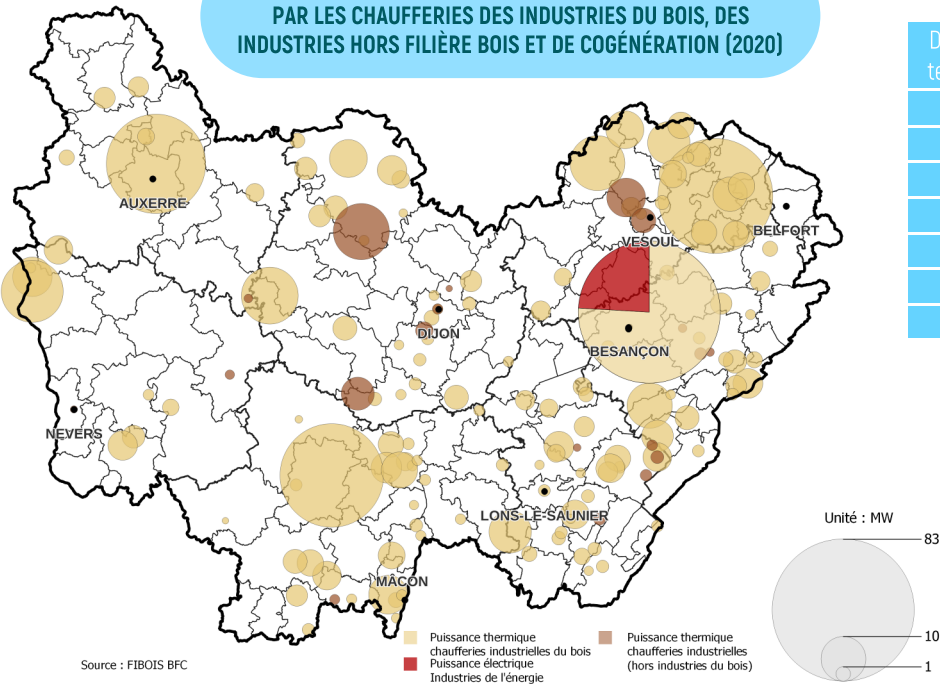 PAR LES CHAUFFERIES DES INDUSTRIES DU BOIS, DES
INDUSTRIES HORS FILIÈRE BOIS ET DE COGÉNÉRATION (2020)
AUXERRE
VESOUL
BELFORT
DIJON
BESANÇON
NEVERS
LONS-LE-SAUNIER
MÂCON
Unité : MW
83
10
1
Puissance thermique
chaufferies industrielles du bois
Puissance électrique
Industries de l'énergie
Puissance thermique
chaufferies industrielles
(hors industries du bois)
Source : FIBOIS BFC